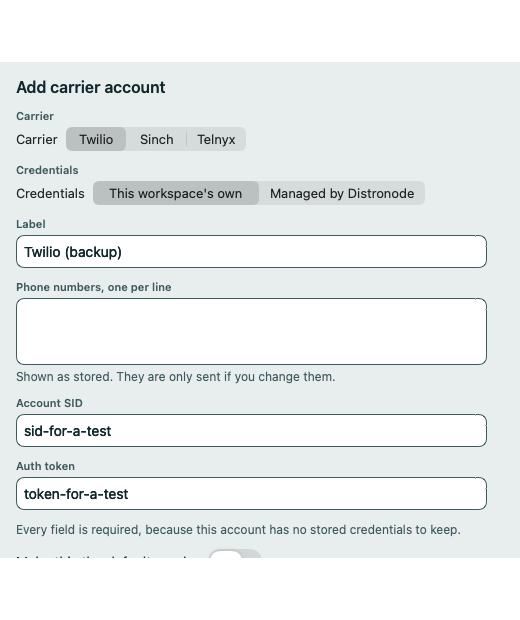 Add carrier account
Carrier
Carrier Twilio Sinch Telnyx
Credentials
Credentials This workspace's own Managed by Distronode
Label
Twilio (backup)
Phone numbers, one per line
Shown as stored. They are only sent if you change them.
Account SID
sid-for-a-test
Auth token
token-for-a-test
Every field is required, because this account has no stored credentials to keep.